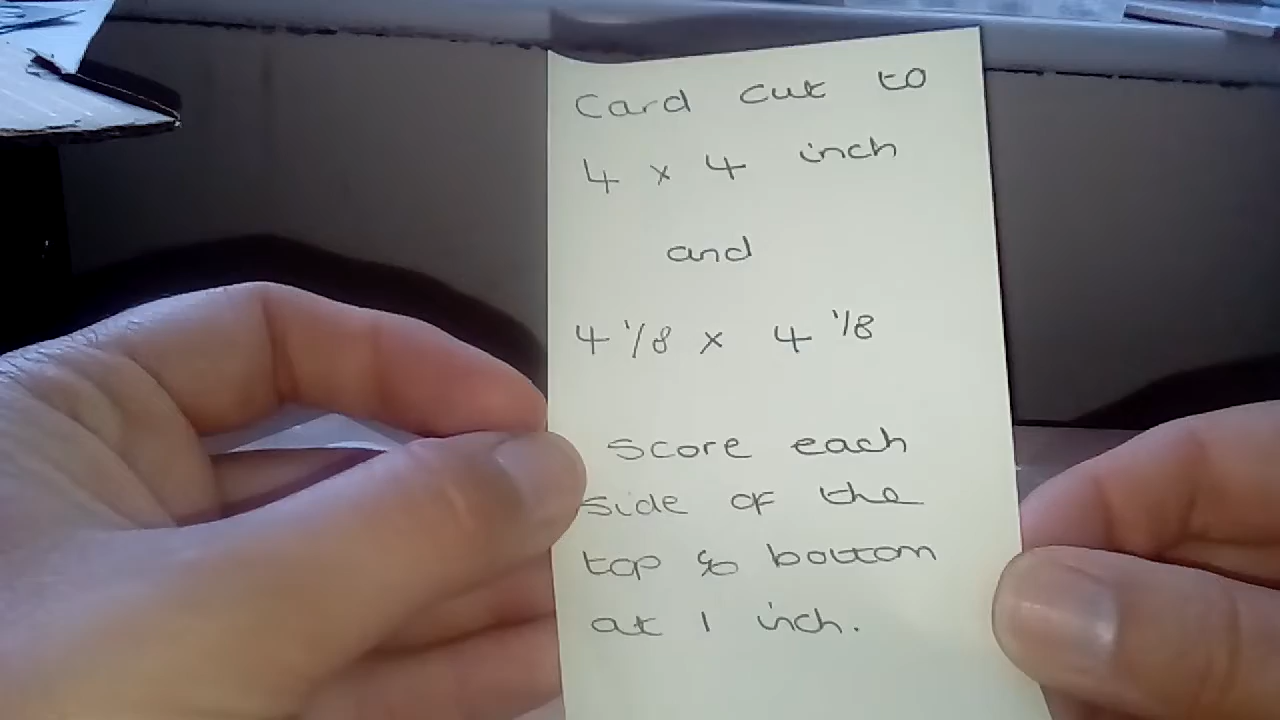 Card cut to
4 x 4 inch
and
4 1/8 x 4 1/8
Score each
side of the
top & bottom
at 1 inch.